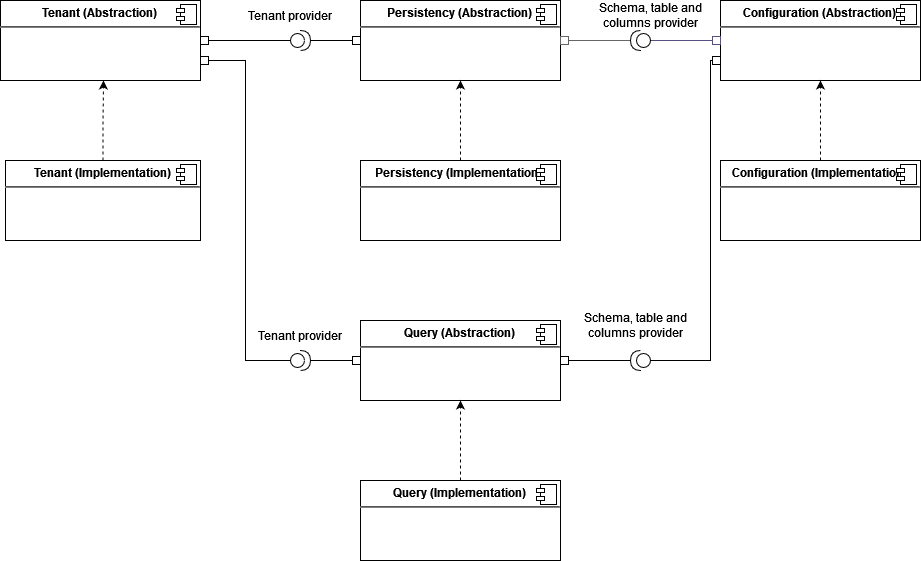 Tenant (Abstraction)
Tenant provider
Persistency (Abstraction)
Schema, table and
columns provider
Configuration (Abstraction)
Tenant (Implementation)
Persistency (Implementation
Configuration (Implementation
Tenant provider
Query (Abstraction)
Schema, table and
columns provider
Query (Implementation)